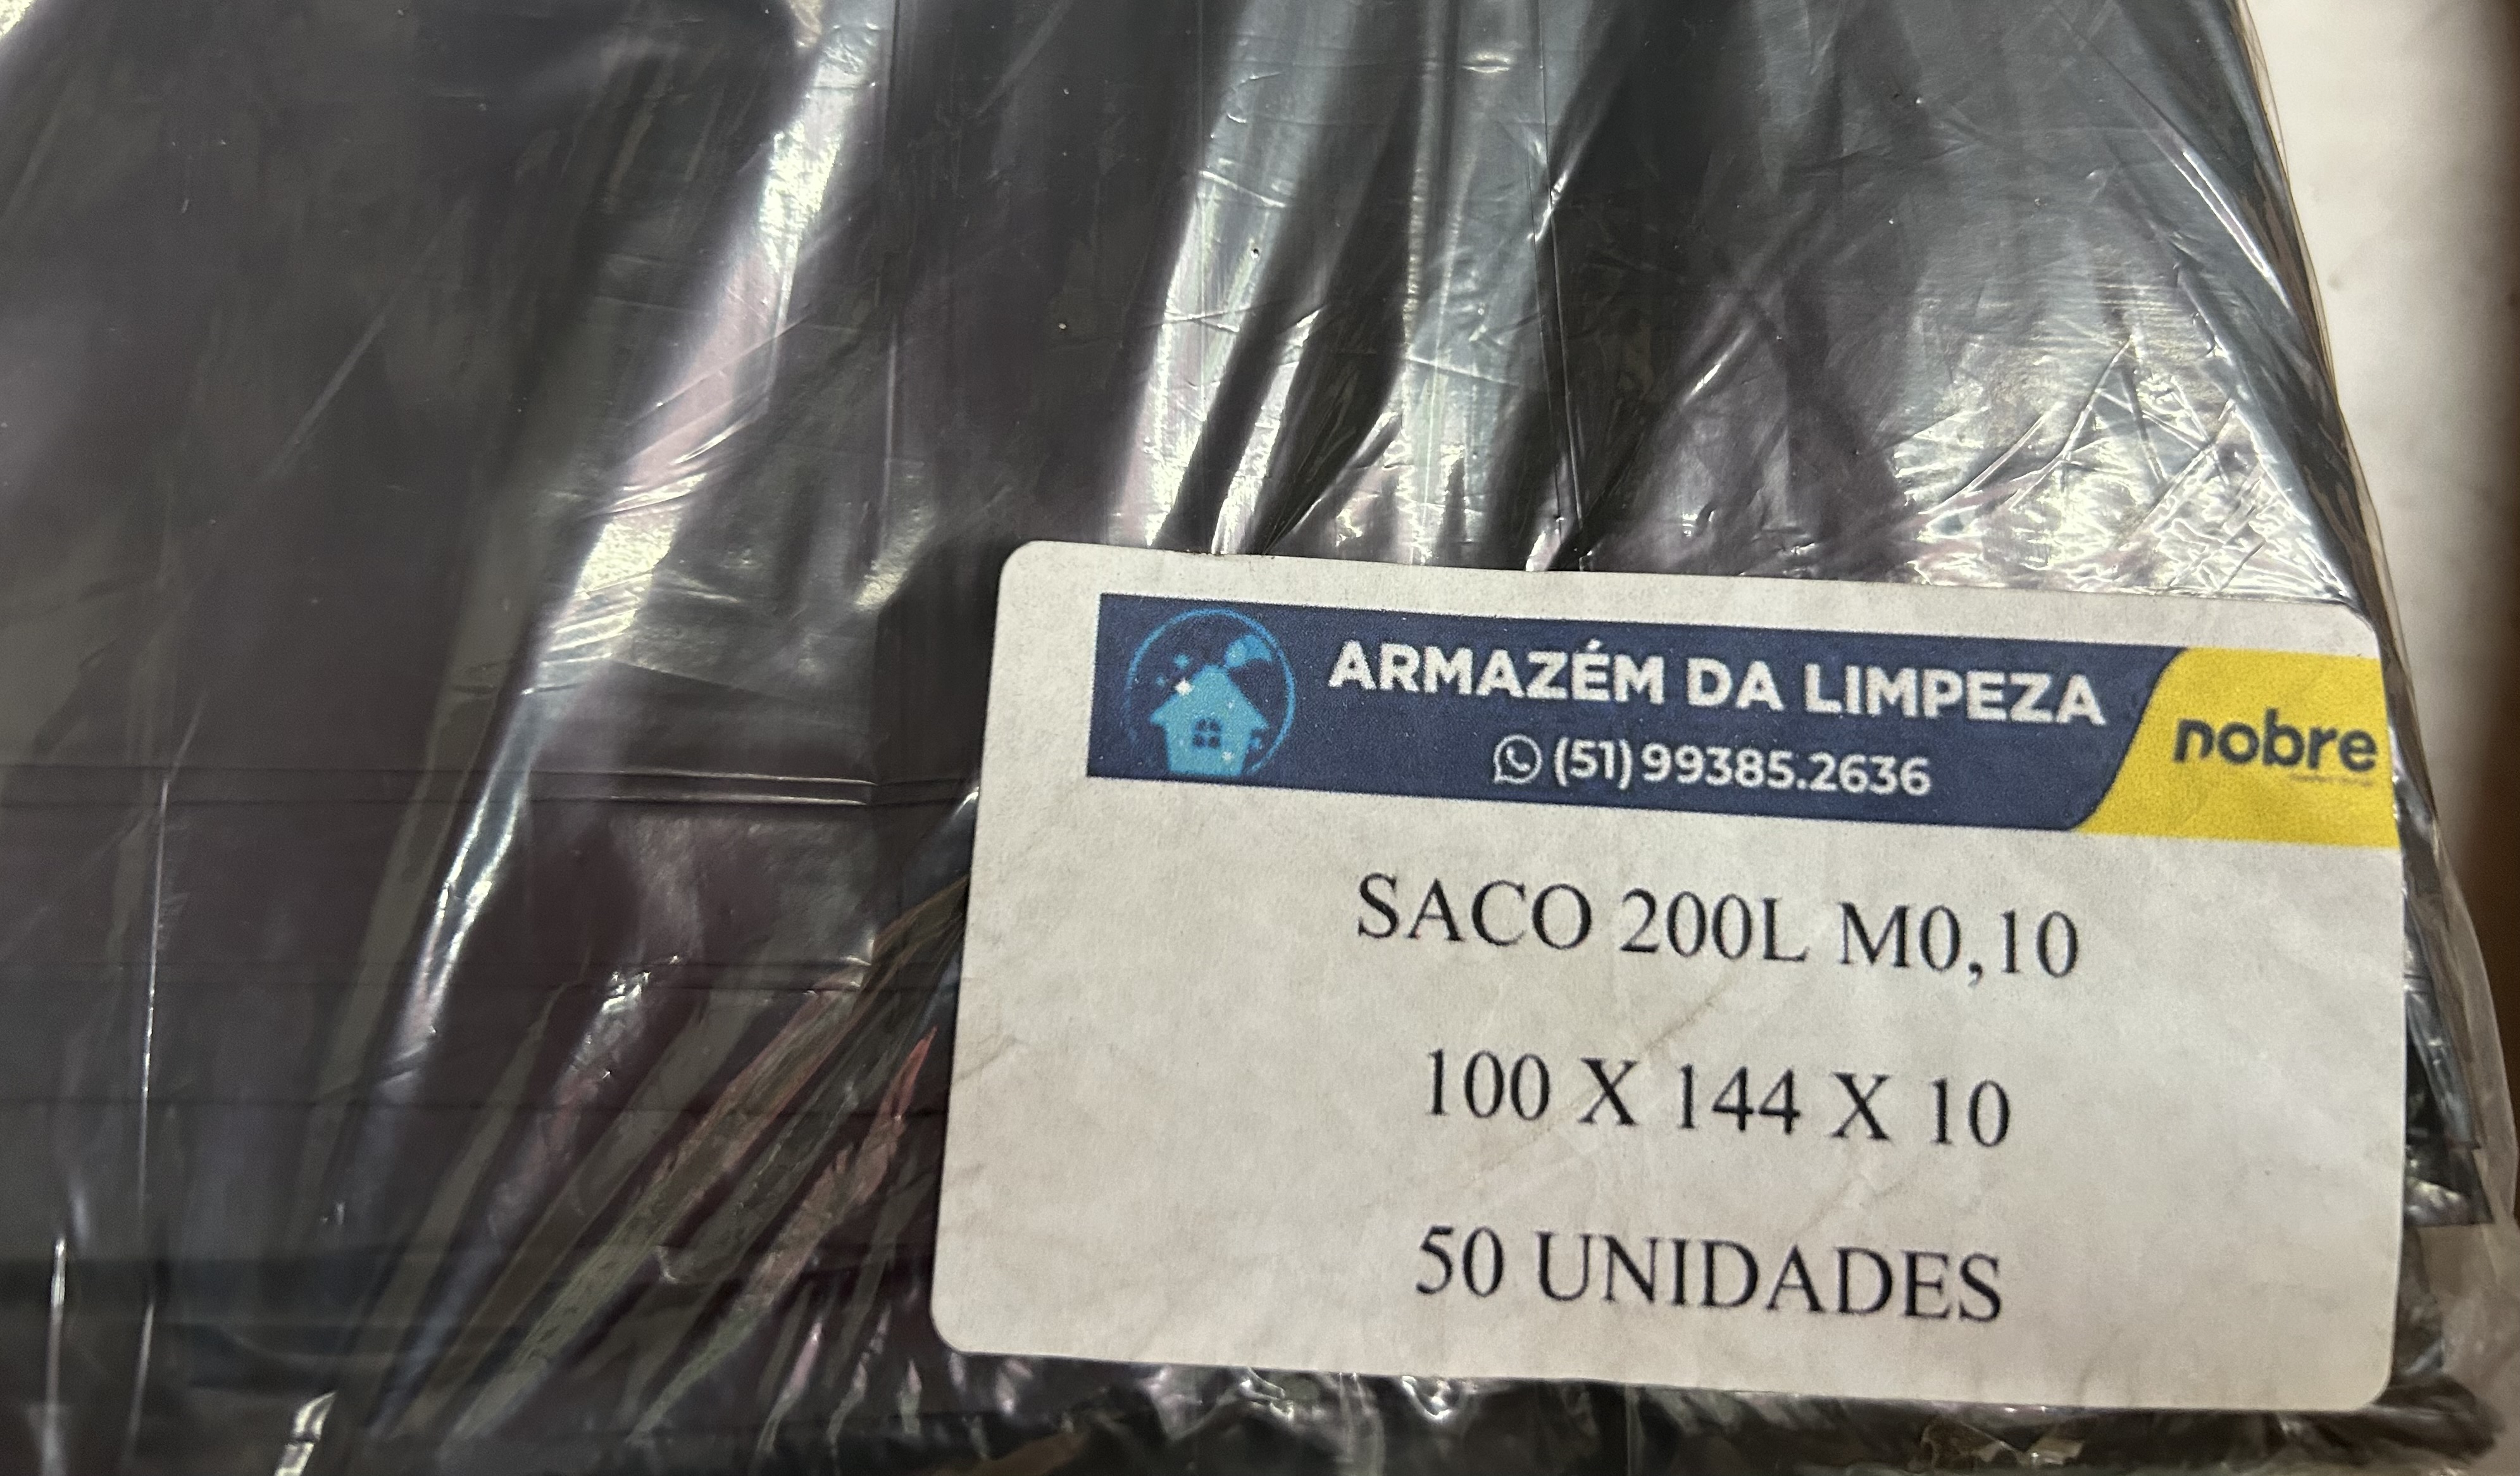 ARMAZÉM DA LIMPEZA
(51) 99385.2636
nobre
SACO 200L M0,10
100 X 144 X 10
50 UNIDADES